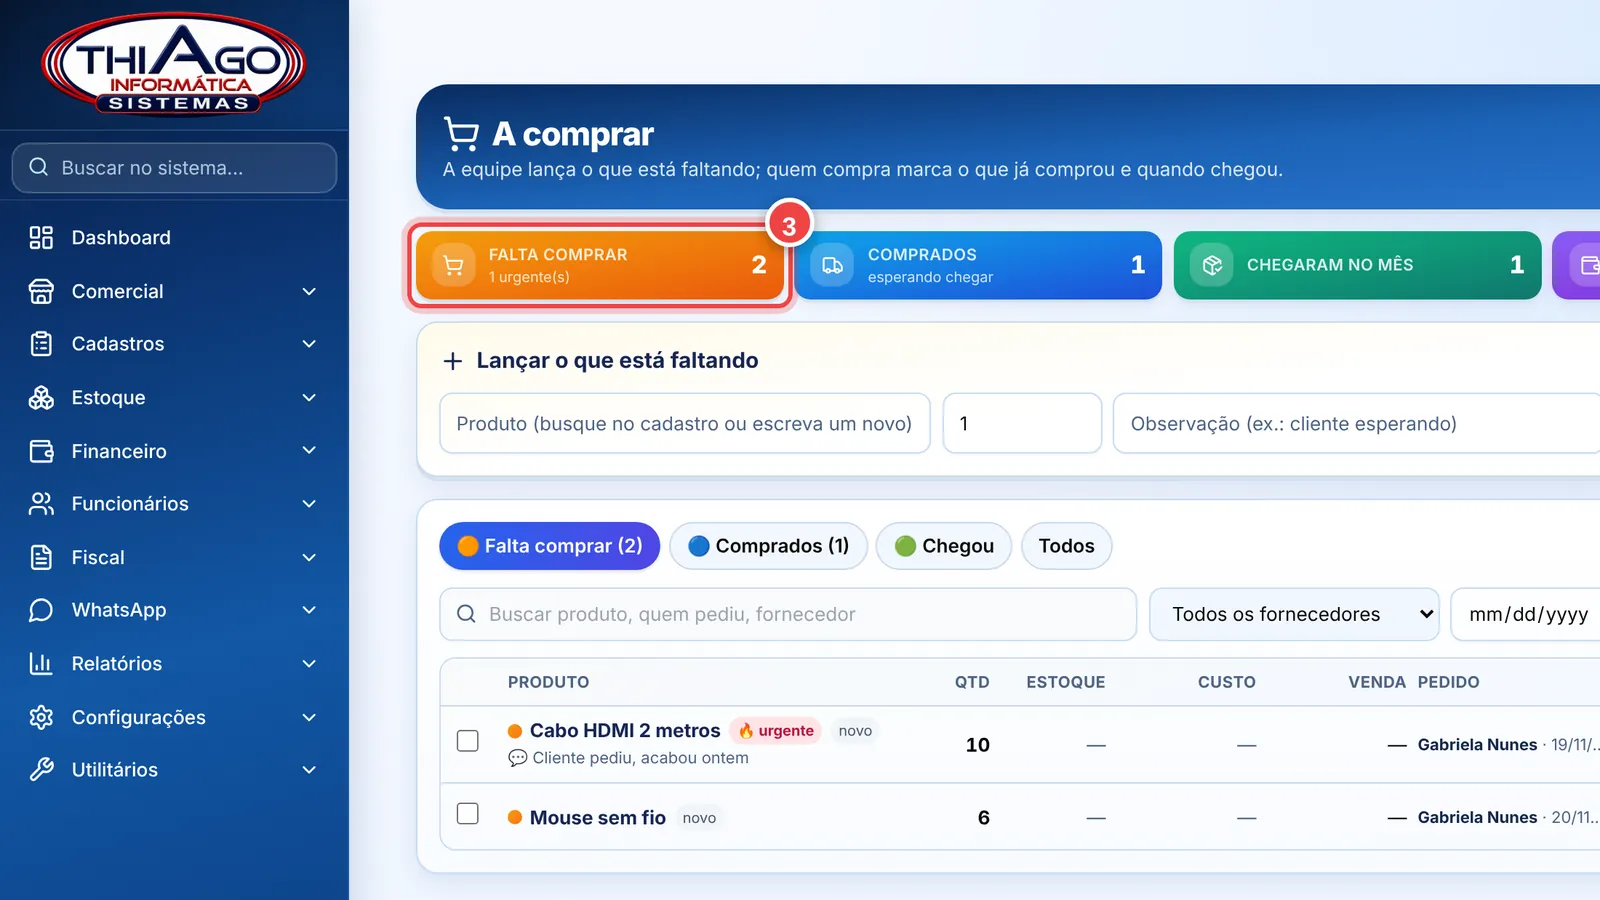 THIAGO
INFORMÁTICA
SISTEMAS
Buscar no sistema...
Dashboard
Comercial
Cadastros
Estoque
Financeiro
Funcionários
Fiscal
WhatsApp
Relatórios
Configurações
Utilitários
A comprar
A equipe lança o que está faltando; quem compra marca o que já comprou e quando chegou.
3
FALTA COMPRAR
1 urgente(s)
2
COMPRADOS
esperando chegar
1
CHEGARAM NO MÊS
1
Lançar o que está faltando
Produto (busque no cadastro ou escreva um novo)
1
Observação (ex.: cliente esperando)
Falta comprar (2)
Comprados (1)
Chegou
Todos
Buscar produto, quem pediu, fornecedor
Todos os fornecedores
mm/dd/yyyy
PRODUTO QTD ESTOQUE CUSTO VENDA PEDIDO
Cabo HDMI 2 metros urgente novo
Cliente pediu, acabou ontem
10 — — — Gabriela Nunes · 19/11/...
Mouse sem fio novo 6 — — — Gabriela Nunes · 20/11...